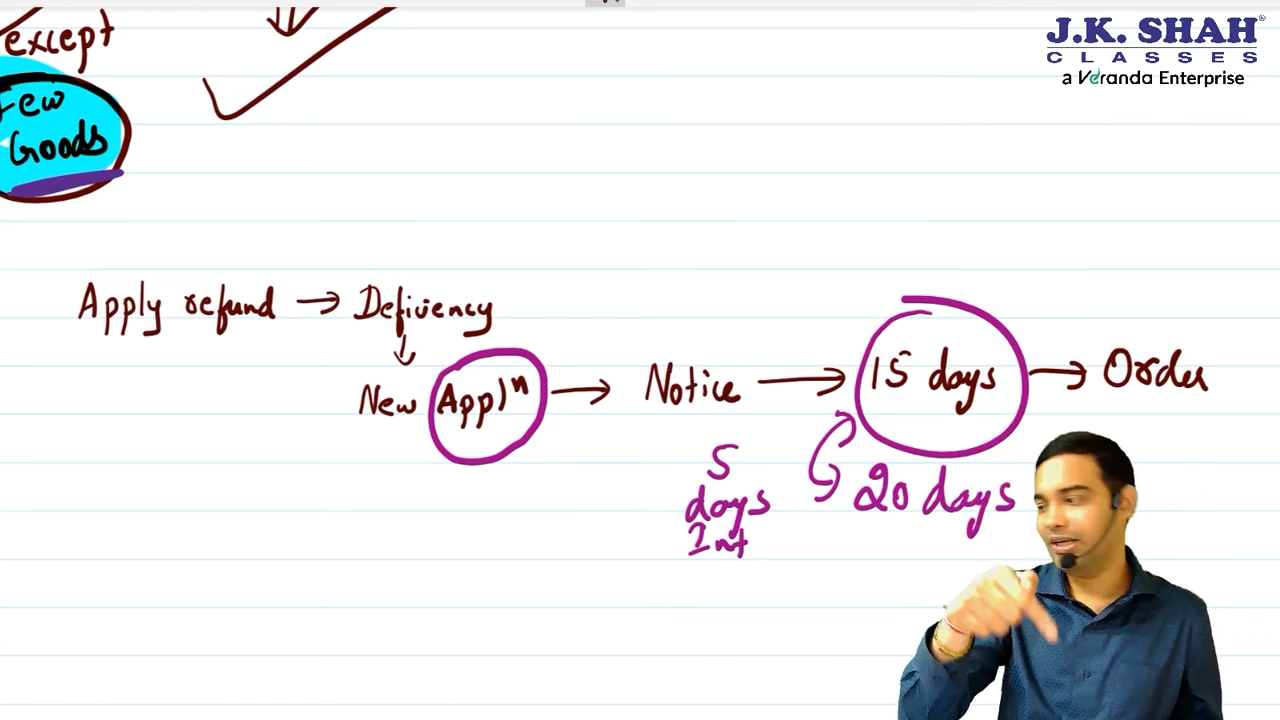 J.K. SHAH®
CLASSES
a Veranda Enterprise
except
Few
Goods
Apply refund → Deficiency
↓
New Appln → Notice → 15 days → Order
5
days
Int
20 days